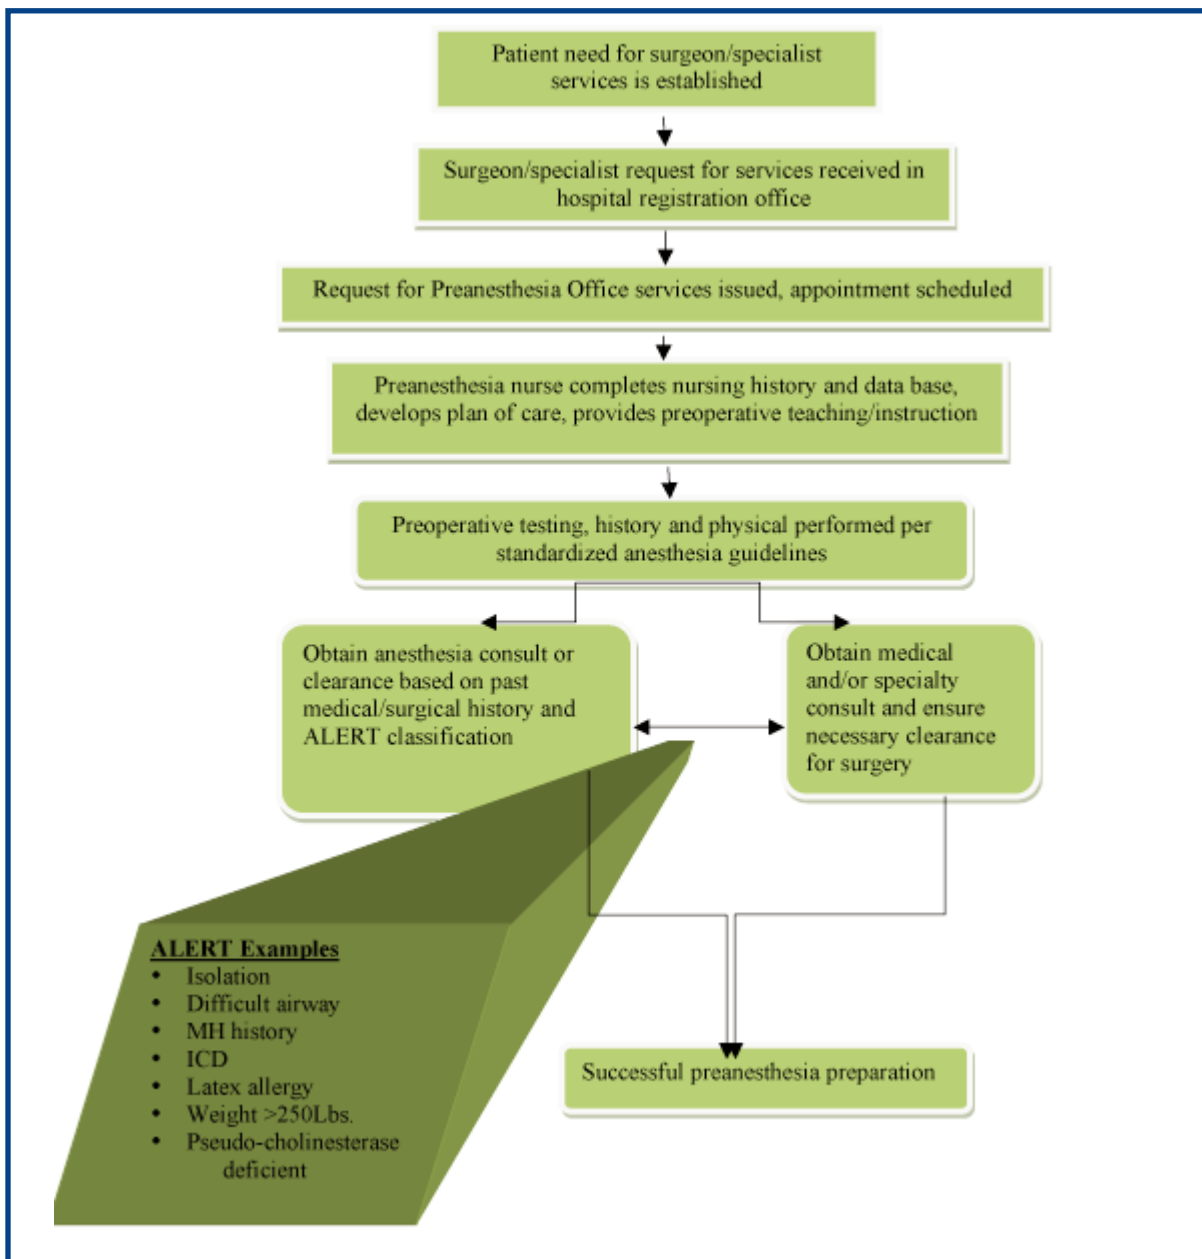 Patient need for surgeon/specialist
services is established
Surgeon/specialist request for services received in
hospital registration office
Request for Preanesthesia Office services issued, appointment scheduled
Preanesthesia nurse completes nursing history and data base,
develops plan of care, provides preoperative teaching/instruction
Preoperative testing, history and physical performed per
standardized anesthesia guidelines
Obtain anesthesia consult or
clearance based on past
medical/surgical history and
ALERT classification
Obtain medical
and/or specialty
consult and ensure
necessary clearance
for surgery
ALERT Examples
• Isolation
• Difficult airway
• MH history
• ICD
• Latex allergy
• Weight >250Lbs.
• Pseudo-cholinesterase
deficient
Successful preanesthesia preparation